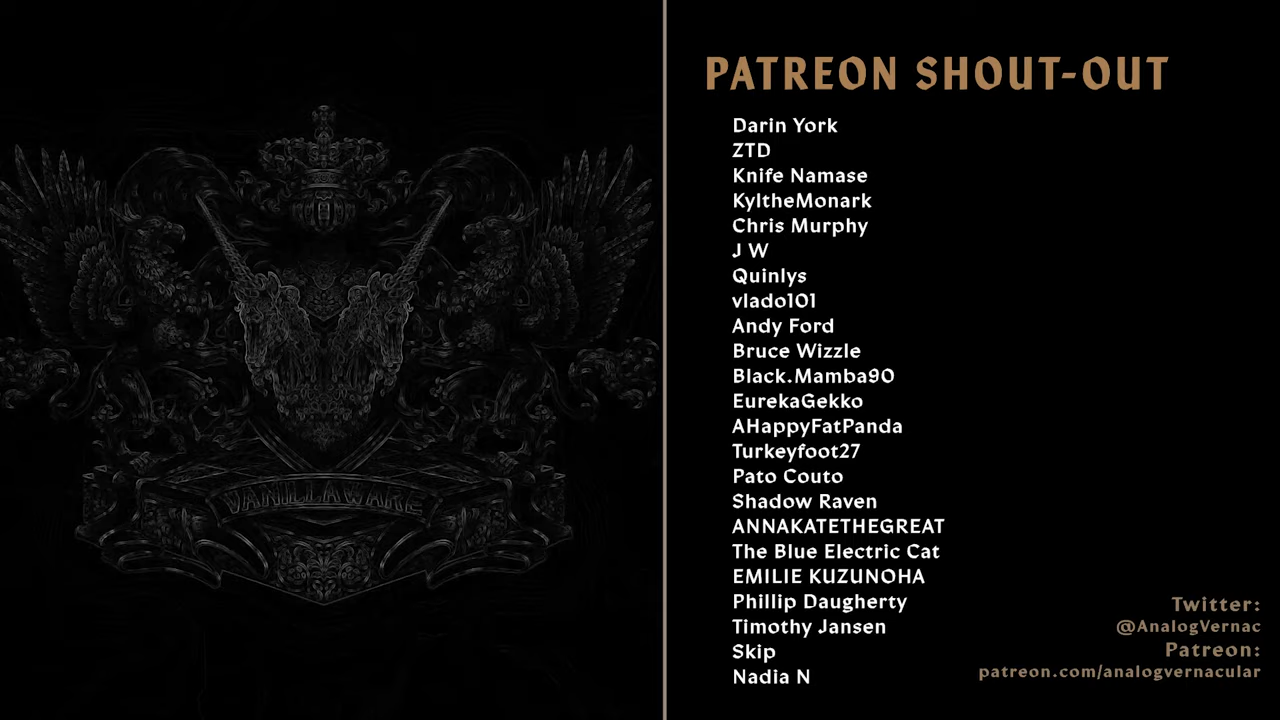 VANILLAWARE
PATREON SHOUT-OUT
Darin York
ZTD
Knife Namase
KyltheMonark
Chris Murphy
J W
Quinlys
vlado101
Andy Ford
Bruce Wizzle
Black.Mamba90
EurekaGekko
AHappyFatPanda
Turkeyfoot27
Pato Couto
Shadow Raven
ANNAKATETHEGREAT
The Blue Electric Cat
EMILIE KUZUNOHA
Phillip Daugherty
Timothy Jansen
Skip
Nadia N
Twitter:
@AnalogVernac
Patreon:
patreon.com/analogvernacular